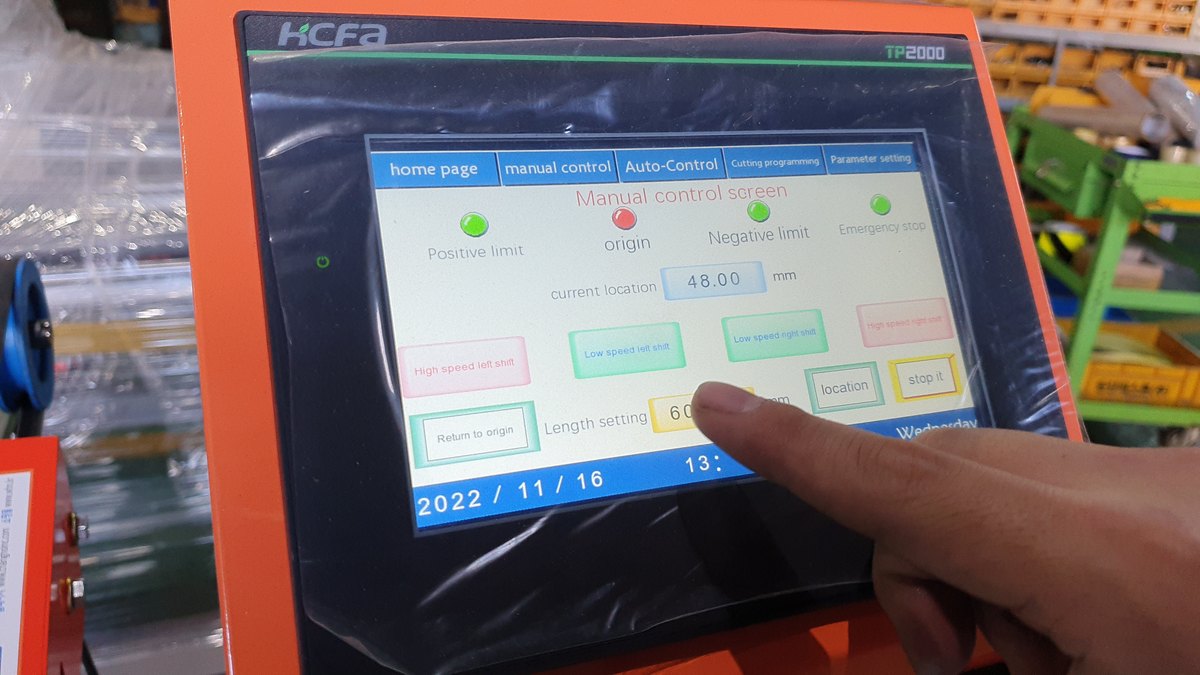 HCFA
TP2000
home page
manual control
Auto-Control
Cutting programming
Parameter setting
Manual control screen
Positive limit
origin
Negative limit
Emergency stop
current location 48.00 mm
High speed left shift
Low speed left shift
Low speed right shift
High speed right shift
Return to origin
Length setting
mm
location
stop it
2022 / 11 / 16
13:
Wednesday